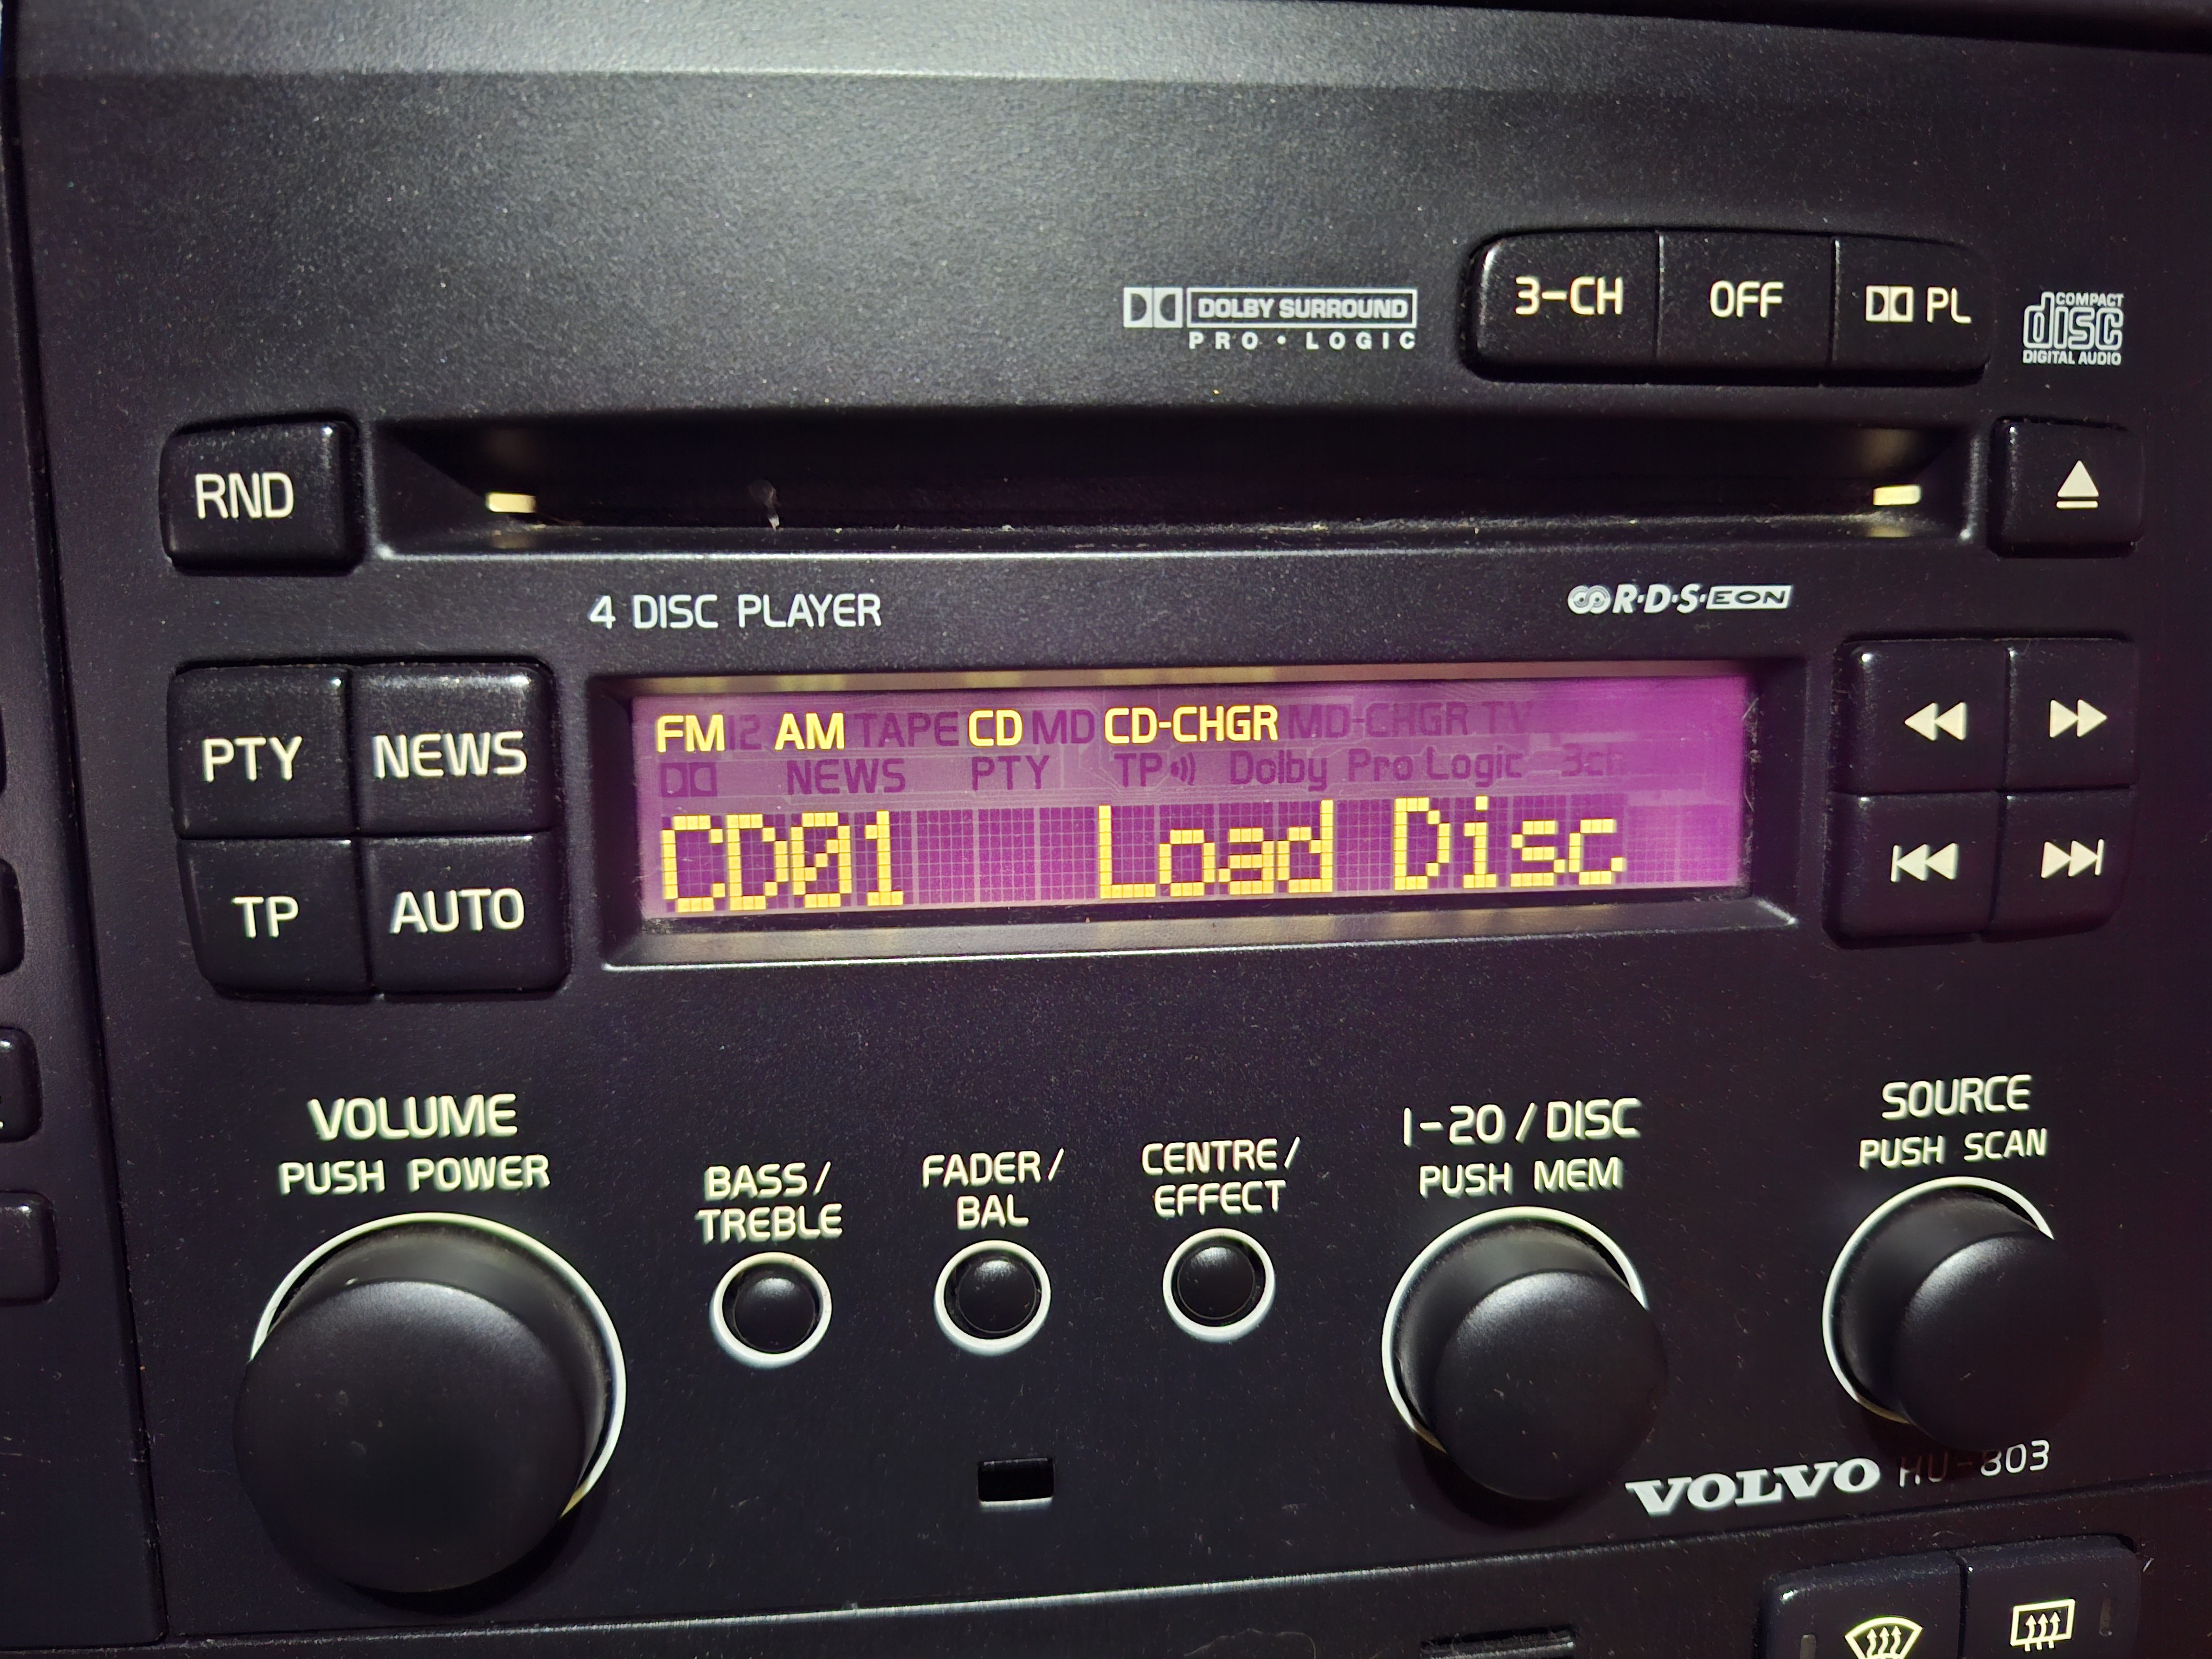 DOLBY SURROUND
PRO • LOGIC
3-CH OFF PL
COMPACT
disc
DIGITAL AUDIO
RND
4 DISC PLAYER
R·D·S·EON
PTY NEWS
TP AUTO
FM 12 AM TAPE CD MD CD-CHGR MD-CHGR TV
NEWS PTY TP Dolby Pro Logic 3ch
CD01 Load Disc
VOLUME
PUSH POWER
BASS/
TREBLE
FADER/
BAL
CENTRE/
EFFECT
1-20/DISC
PUSH MEM
SOURCE
PUSH SCAN
VOLVO HU-803